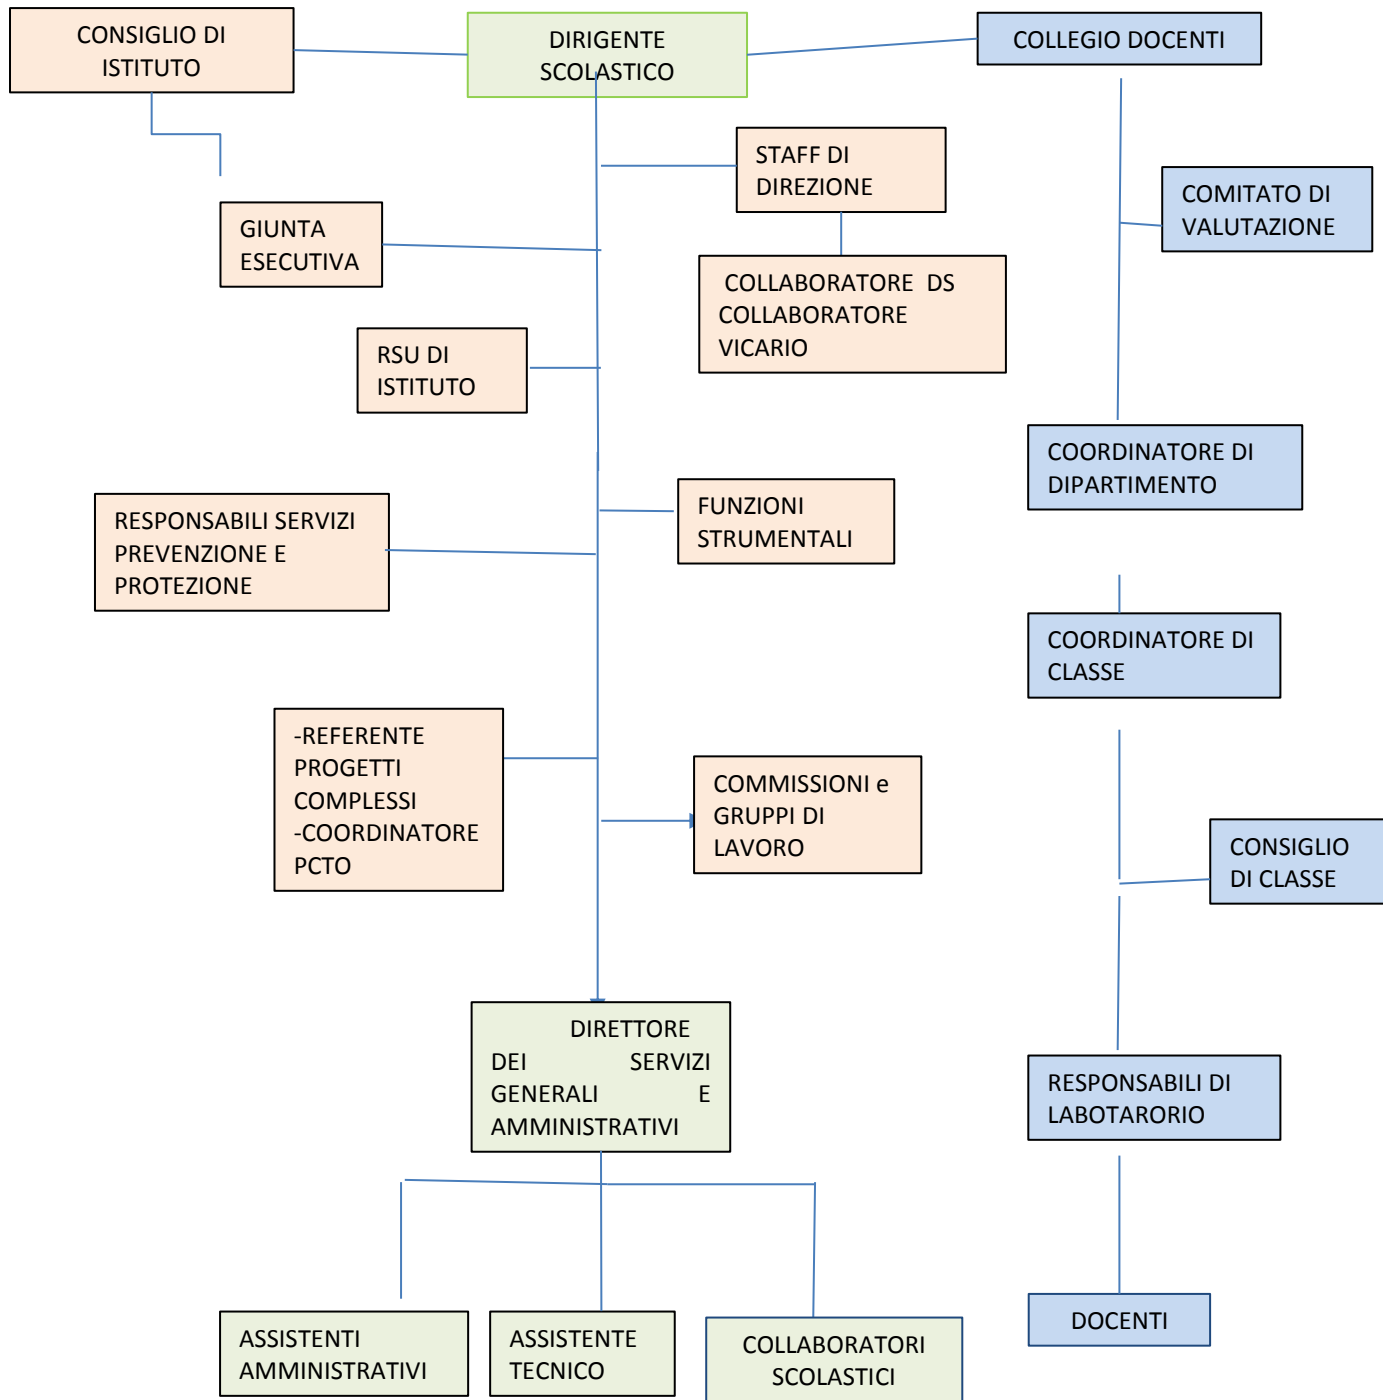 CONSIGLIO DI
ISTITUTO
DIRIGENTE
SCOLASTICO
COLLEGIO DOCENTI
STAFF DI
DIREZIONE
COMITATO DI
VALUTAZIONE
GIUNTA
ESECUTIVA
COLLABORATORE DS
COLLABORATORE
VICARIO
RSU DI
ISTITUTO
COORDINATORE DI
DIPARTIMENTO
RESPONSABILI SERVIZI
PREVENZIONE E
PROTEZIONE
FUNZIONI
STRUMENTALI
COORDINATORE DI
CLASSE
-REFERENTE
PROGETTI
COMPLESSI
-COORDINATORE
PCTO
COMMISSIONI e
GRUPPI DI
LAVORO
CONSIGLIO
DI CLASSE
DIRETTORE
DEI SERVIZI
GENERALI E
AMMINISTRATIVI
RESPONSABILI DI
LABOTARORIO
DOCENTI
ASSISTENTI
AMMINISTRATIVI
ASSISTENTE
TECNICO
COLLABORATORI
SCOLASTICI